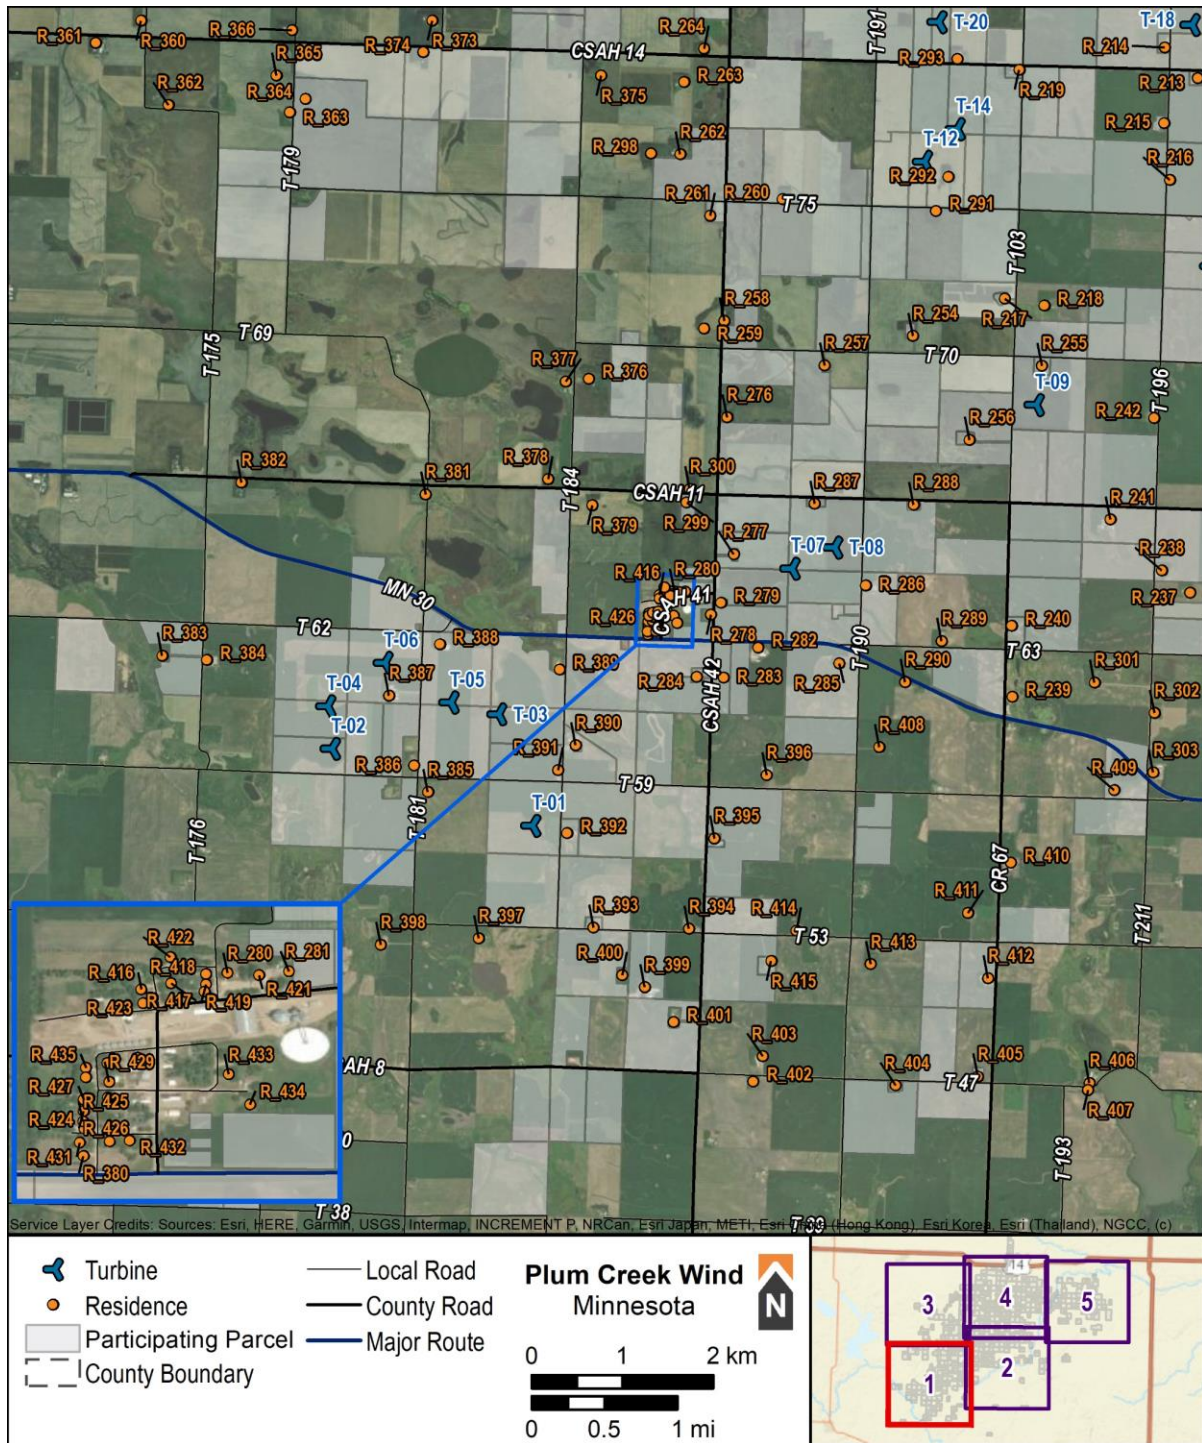 T-20
T-18
T 191
R_361
R_360
R_366
R_365
R_374
R_373
CSAH 14
R_264
R_293
R_214
R_213
R_362
R_364
R_363
R_375
R_263
R_219
T-14
R_215
T 179
R_298
R_262
T-12
R_292
R_216
R_261
R_260
T 75
R_291
T 103
R_258
R_259
R_254
R_217
R_218
T 175
T 69
R_377
R_376
R_257
T 70
R_255
T-09
R_276
R_256
R_242
T 196
R_382
R_381
R_378
T 184
R_300
CSAH 11
R_287
R_288
R_241
R_379
R_299
R_277
T-07
T-08
R_238
MN 30
R_416
R_280
CSA
H 41
R_279
R_286
R_237
T 62
R_426
R_278
R_282
T 190
R_289
R_240
T 63
R_383
R_384
T-06
R_388
R_387
R_389
R_284
CSAH 42
R_283
R_285
R_290
R_301
R_239
R_302
T-04
T-05
T-03
T-02
R_390
R_391
R_408
R_303
R_386
R_385
T 59
R_396
R_409
T 181
T-01
R_392
R_395
T 176
CR 67
R_410
R_411
R_398
R_397
R_393
R_394
R_414
T 53
R_413
T 211
R_412
R_400
R_399
R_415
R_401
R_403
R_402
R_404
R_405
R_406
T 47
R_407
AH 8
T 193
0
T 38
R_422
R_416
R_418
R_280
R_281
R_423
R_417
R_419
R_421
R_435
R_429
R_433
R_427
R_425
R_434
R_424
R_426
R_432
R_431
R_380
Service Layer Credits: Sources: Esri, HERE, Garmin, USGS, Intermap, INCREMENT P, NRCan, Esri Japan, METI, Esri (Hong Kong), Esri Korea, Esri (Thailand), NGCC, (c)
Turbine
Residence
Participating Parcel
County Boundary
Local Road
County Road
Major Route
Plum Creek Wind
Minnesota
N
0 1 2 km
0 0.5 1 mi
14
3
4
5
1
2